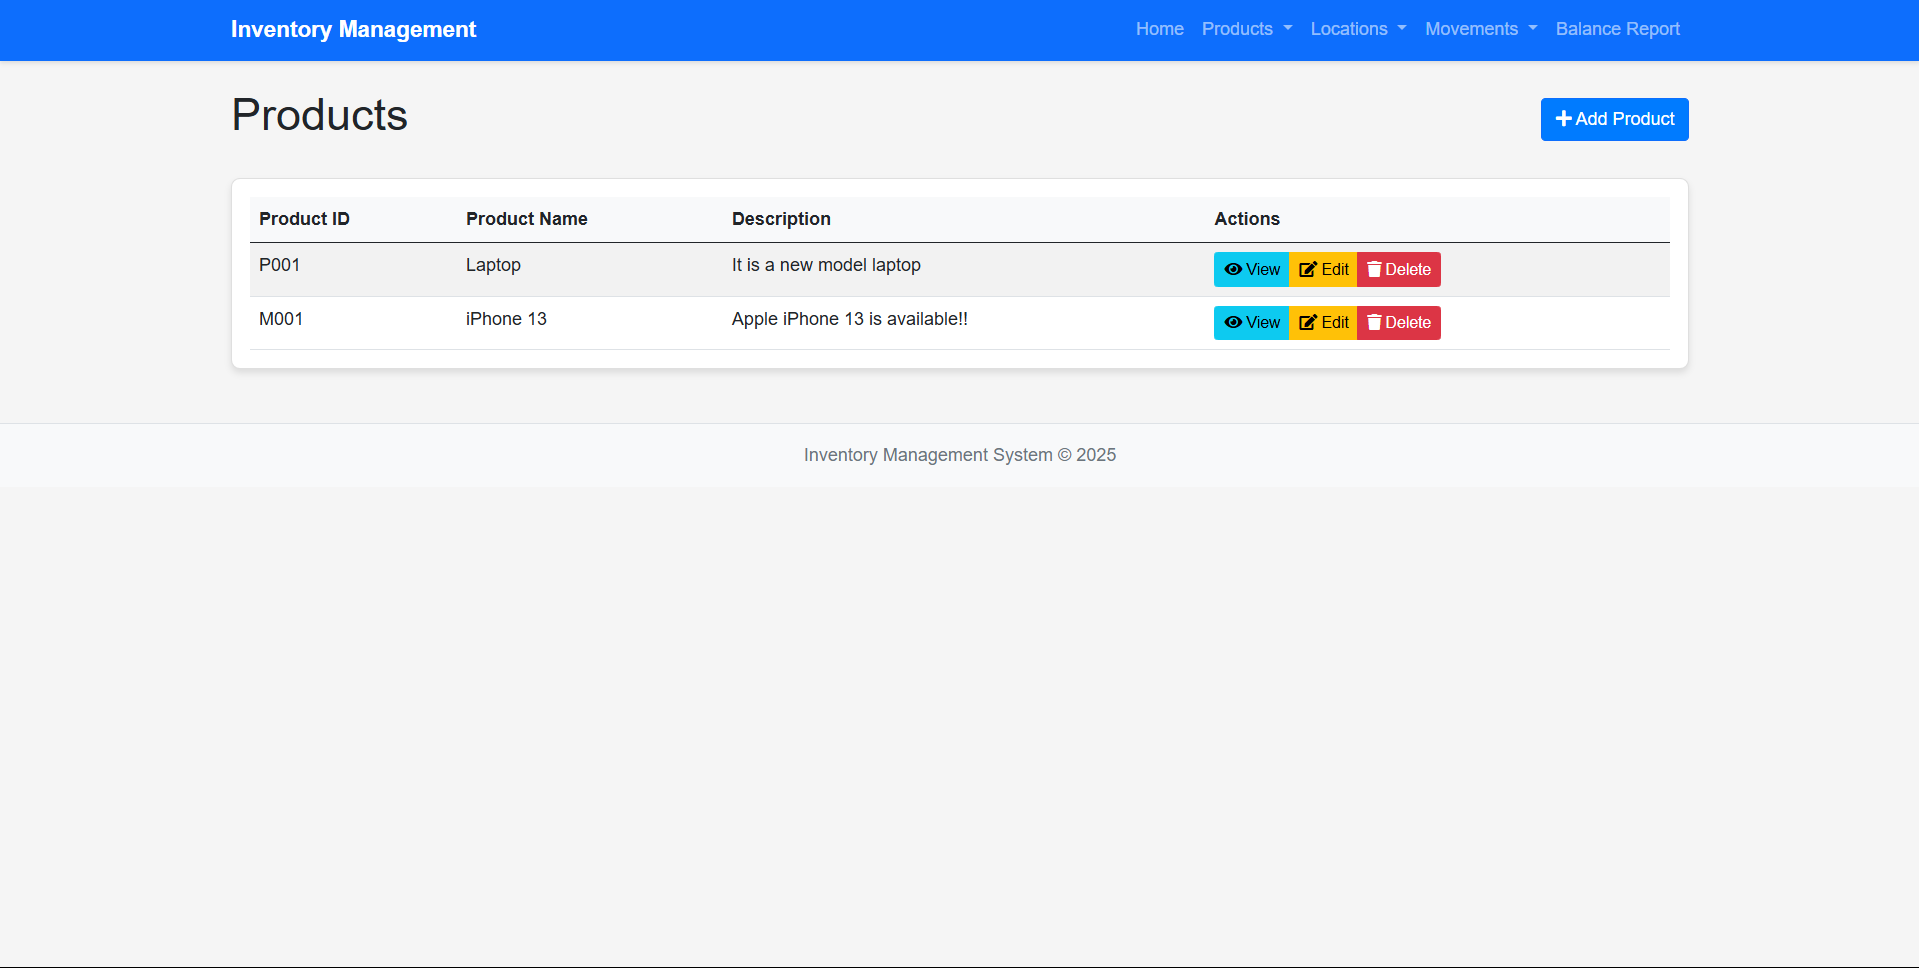 Inventory Management
Home Products Locations Movements Balance Report
Products
Add Product
Product ID Product Name Description Actions
P001 Laptop It is a new model laptop View Edit Delete
M001 iPhone 13 Apple iPhone 13 is available!! View Edit Delete
Inventory Management System © 2025